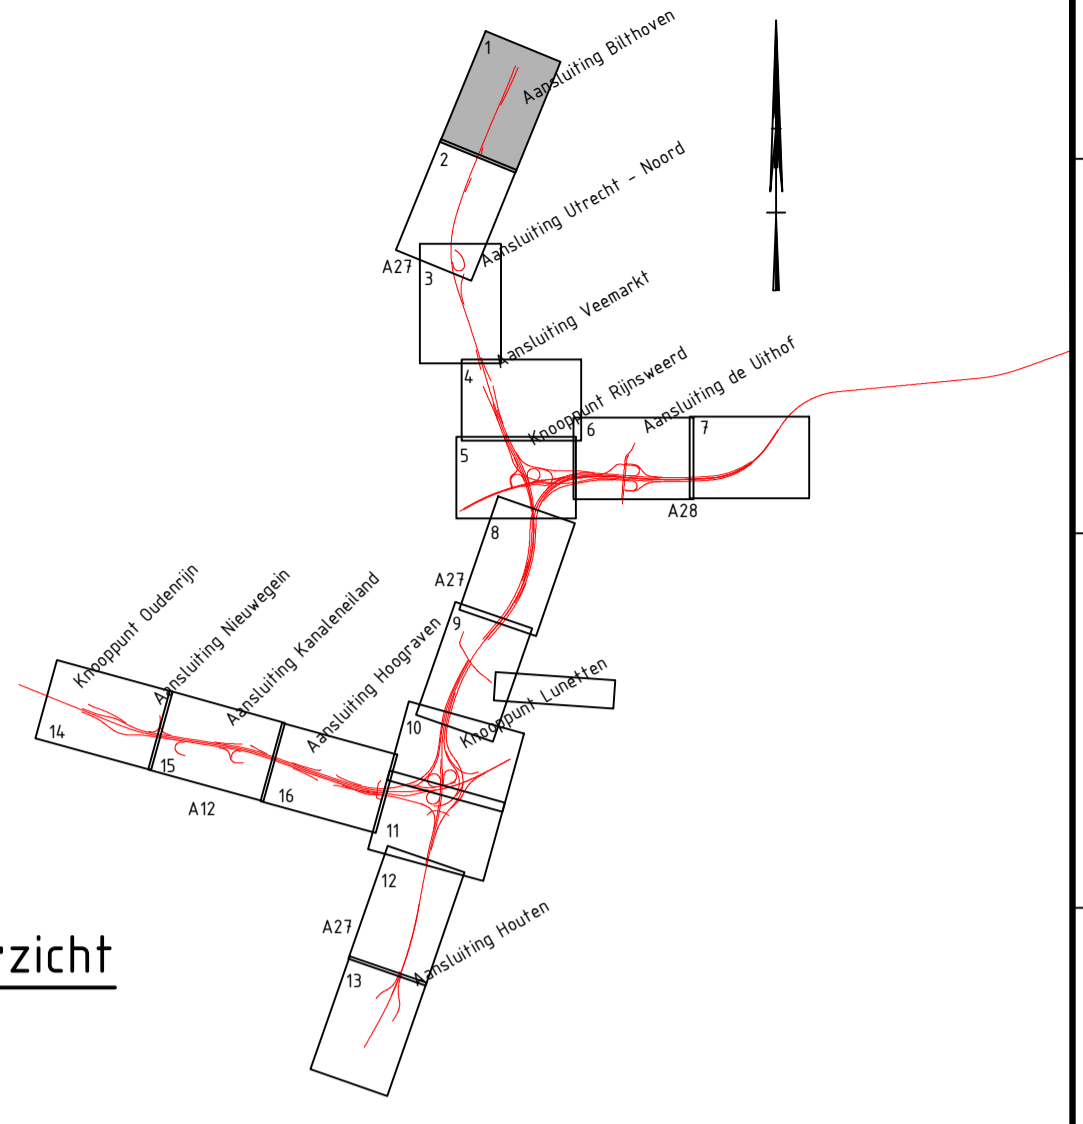 1
Aansluiting Bilthoven
2
Aansluiting Utrecht - Noord
A27
3
Aansluiting Veemarkt
4
Knooppunt Rijnsweerd
Aansluiting de Uithof
5
6
7
A28
8
A27
9
Knooppunt Oudenrijn
Aansluiting Nieuwegein
Aansluiting Kanaleneiland
Aansluiting Hoograven
Knooppunt Lunetten
10
14
15
16
A12
11
12
A27
Aansluiting Houten
13
rzicht